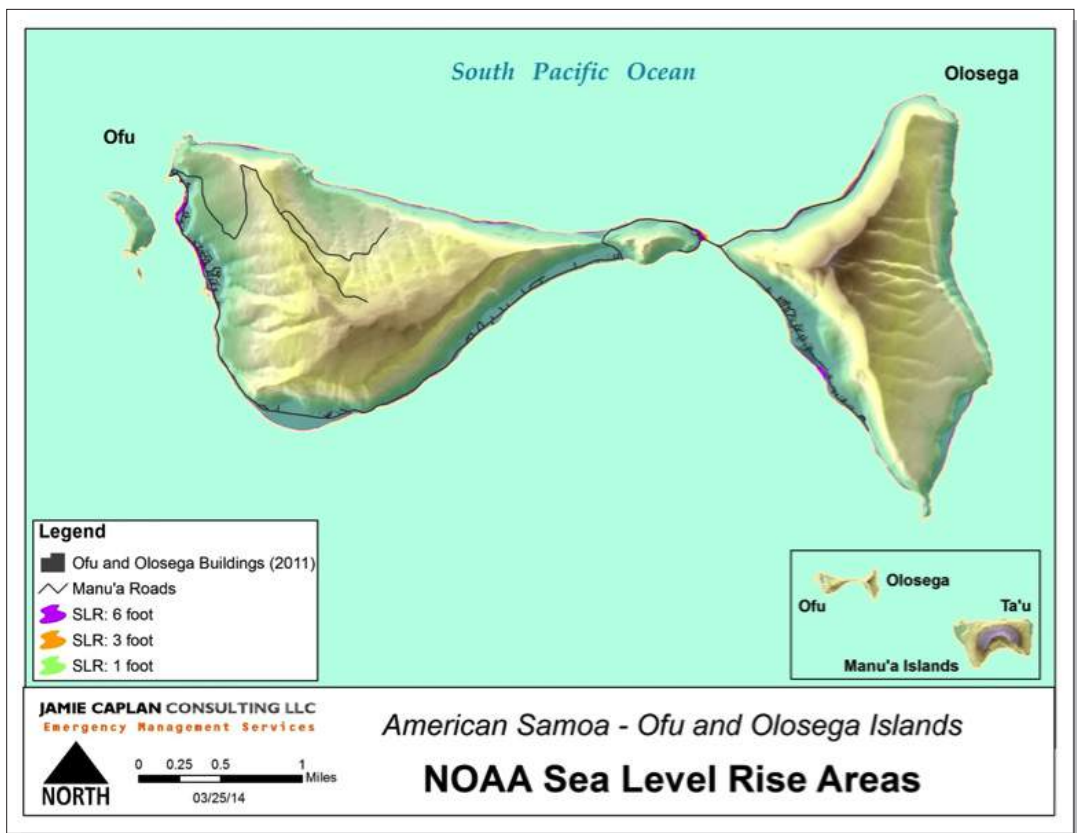 South Pacific Ocean
Olosega
Ofu
Legend
Ofu and Olosega Buildings (2011)
Manu'a Roads
SLR: 6 foot
SLR: 3 foot
SLR: 1 foot
Olosega
Ofu
Ta'u
Manu'a Islands
JAMIE CAPLAN CONSULTING LLC
Emergency Management Services
NORTH
0 0.25 0.5 1
Miles
03/25/14
American Samoa - Ofu and Olosega Islands
NOAA Sea Level Rise Areas